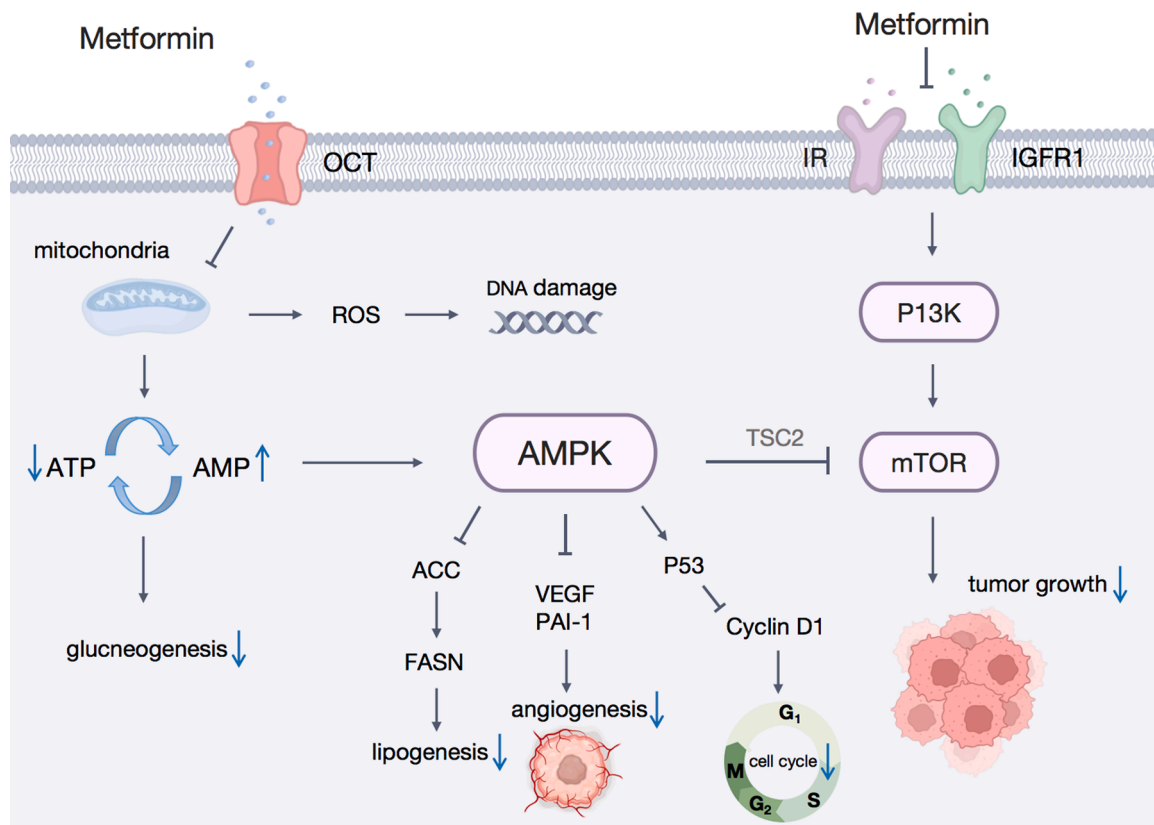 Metformin
Metformin
OCT
IR
IGFR1
mitochondria
ROS
DNA damage
P13K
ATP
AMP
AMPK
TSC2
mTOR
ACC
P53
VEGF
PAI-1
tumor growth
glucneogenesis
FASN
Cyclin D1
angiogenesis
lipogenesis
G₁
cell cycle
M
G₂
S